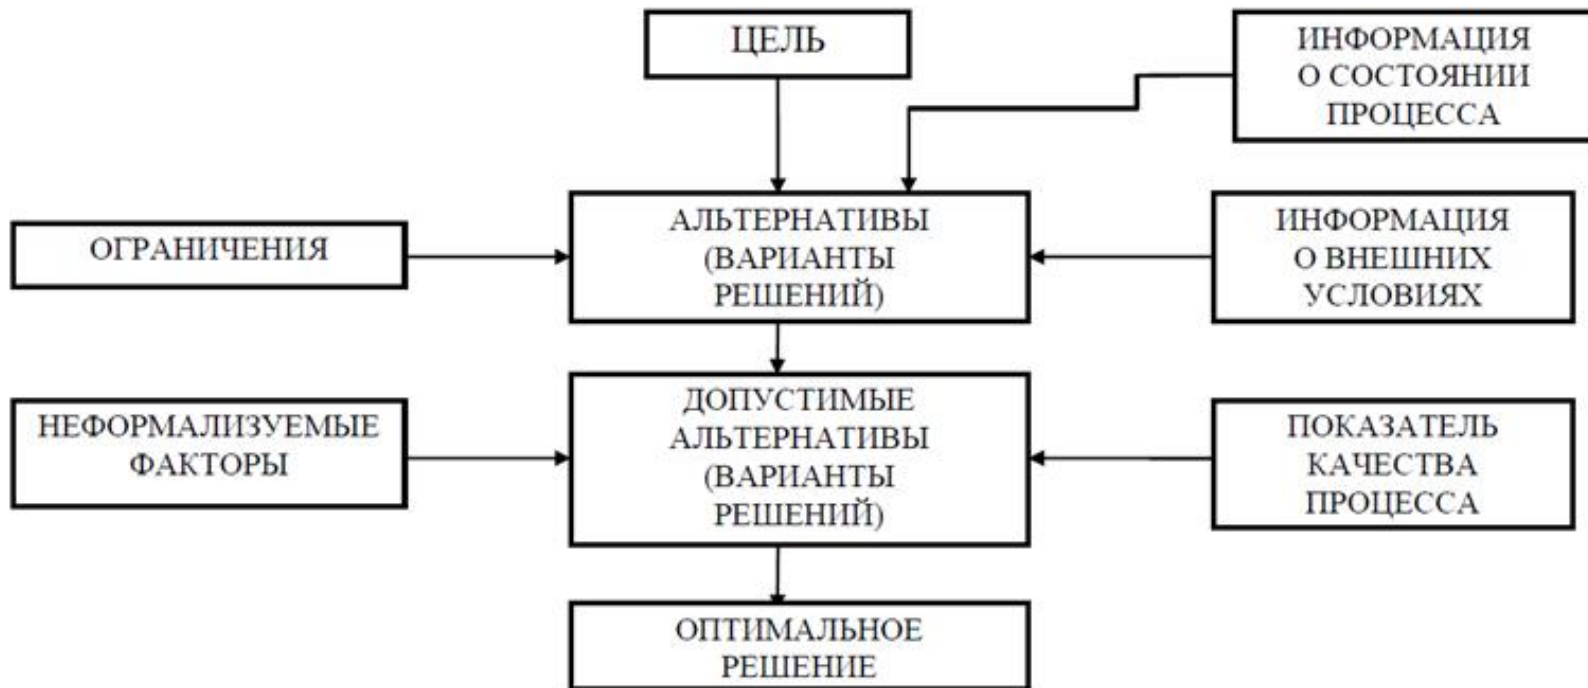 ЦЕЛЬ
ИНФОРМАЦИЯ
О СОСТОЯНИИ
ПРОЦЕССА
ОГРАНИЧЕНИЯ
АЛЬТЕРНАТИВЫ
(ВАРИАНТЫ
РЕШЕНИЙ)
ИНФОРМАЦИЯ
О ВНЕШНИХ
УСЛОВИЯХ
НЕФОРМАЛИЗУЕМЫЕ
ФАКТОРЫ
ДОПУСТИМЫЕ
АЛЬТЕРНАТИВЫ
(ВАРИАНТЫ
РЕШЕНИЙ)
ПОКАЗАТЕЛЬ
КАЧЕСТВА
ПРОЦЕССА
ОПТИМАЛЬНОЕ
РЕШЕНИЕ